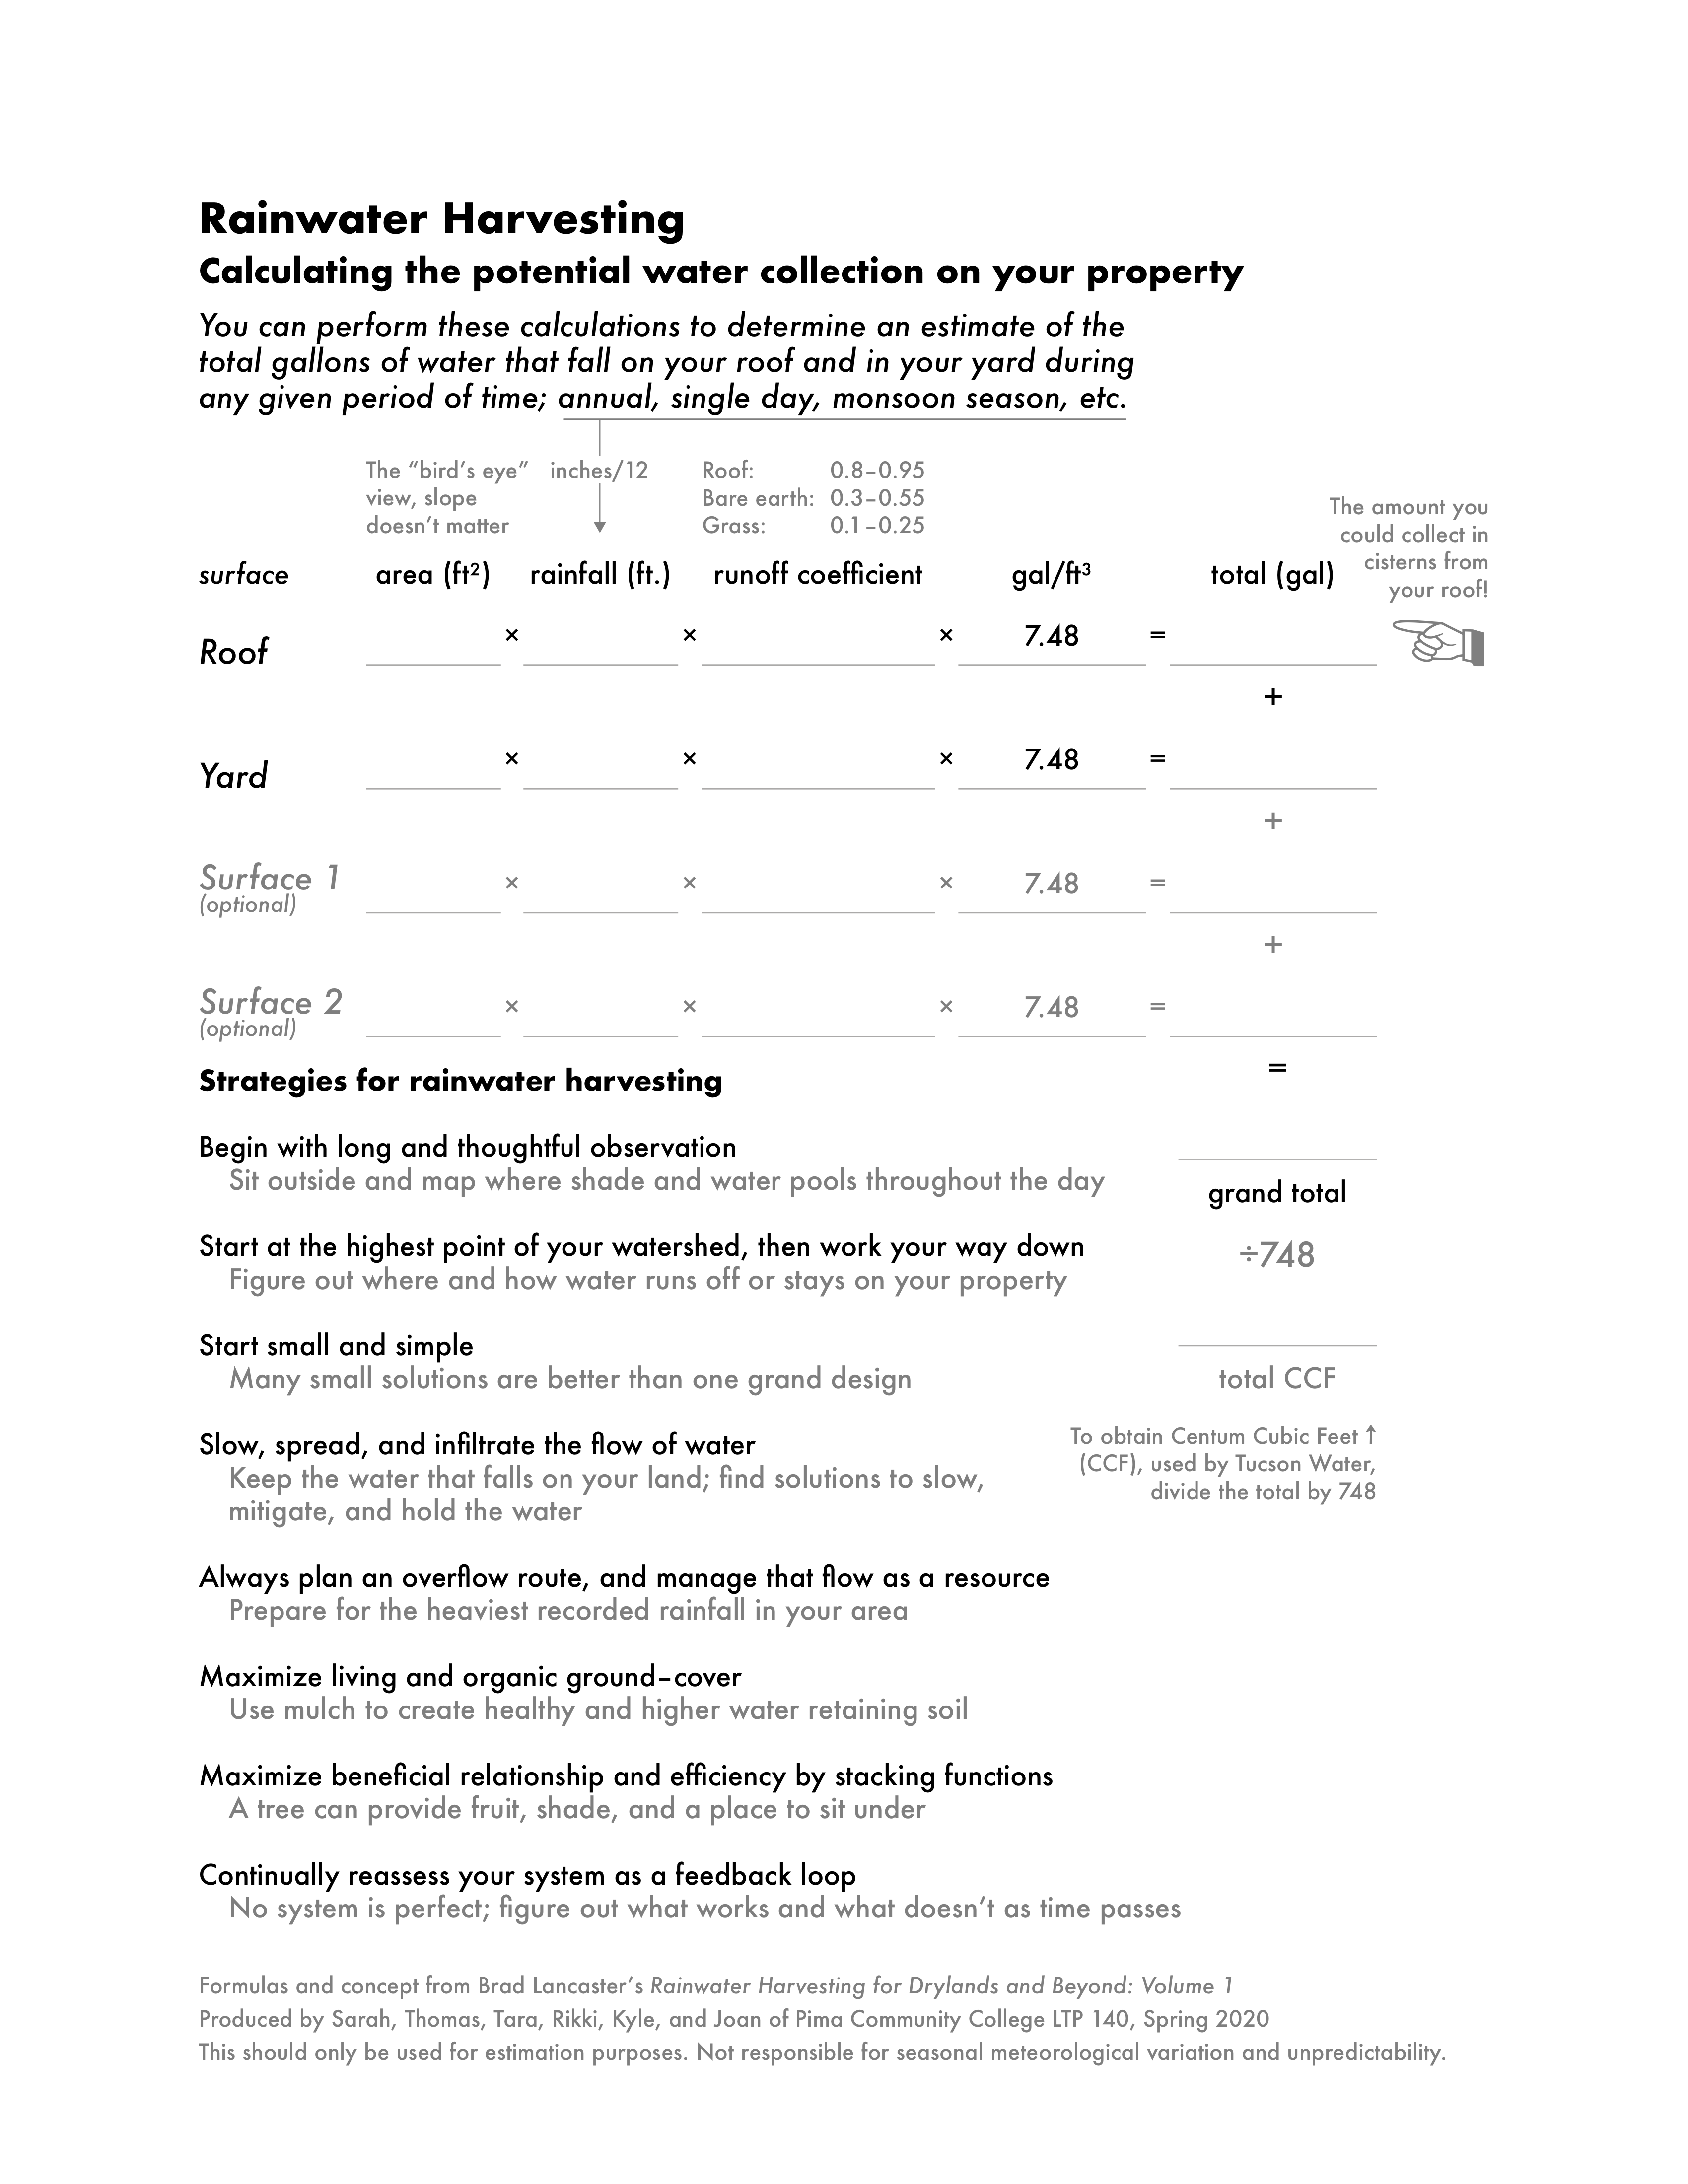 Rainwater Harvesting
Calculating the potential water collection on your property
You can perform these calculations to determine an estimate of the
total gallons of water that fall on your roof and in your yard during
any given period of time; annual, single day, monsoon season, etc.
The “bird’s eye”
view, slope
doesn’t matter
inches/12
Roof: 0.8–0.95
Bare earth: 0.3–0.55
Grass: 0.1–0.25
The amount you
could collect in
cisterns from
your roof!
surface area (ft²) rainfall (ft.) runoff coefficient gal/ft³ total (gal)
Roof × × × 7.48 =
+
Yard × × × 7.48 =
+
Surface 1 × × × 7.48 =
(optional)
+
Surface 2 × × × 7.48 =
(optional)
=
grand total
÷748
total CCF
To obtain Centum Cubic Feet ↑
(CCF), used by Tucson Water,
divide the total by 748
Strategies for rainwater harvesting
Begin with long and thoughtful observation
Sit outside and map where shade and water pools throughout the day
Start at the highest point of your watershed, then work your way down
Figure out where and how water runs off or stays on your property
Start small and simple
Many small solutions are better than one grand design
Slow, spread, and infiltrate the flow of water
Keep the water that falls on your land; find solutions to slow,
mitigate, and hold the water
Always plan an overflow route, and manage that flow as a resource
Prepare for the heaviest recorded rainfall in your area
Maximize living and organic ground–cover
Use mulch to create healthy and higher water retaining soil
Maximize beneficial relationship and efficiency by stacking functions
A tree can provide fruit, shade, and a place to sit under
Continually reassess your system as a feedback loop
No system is perfect; figure out what works and what doesn’t as time passes
Formulas and concept from Brad Lancaster’s Rainwater Harvesting for Drylands and Beyond: Volume 1
Produced by Sarah, Thomas, Tara, Rikki, Kyle, and Joan of Pima Community College LTP 140, Spring 2020
This should only be used for estimation purposes. Not responsible for seasonal meteorological variation and unpredictability.